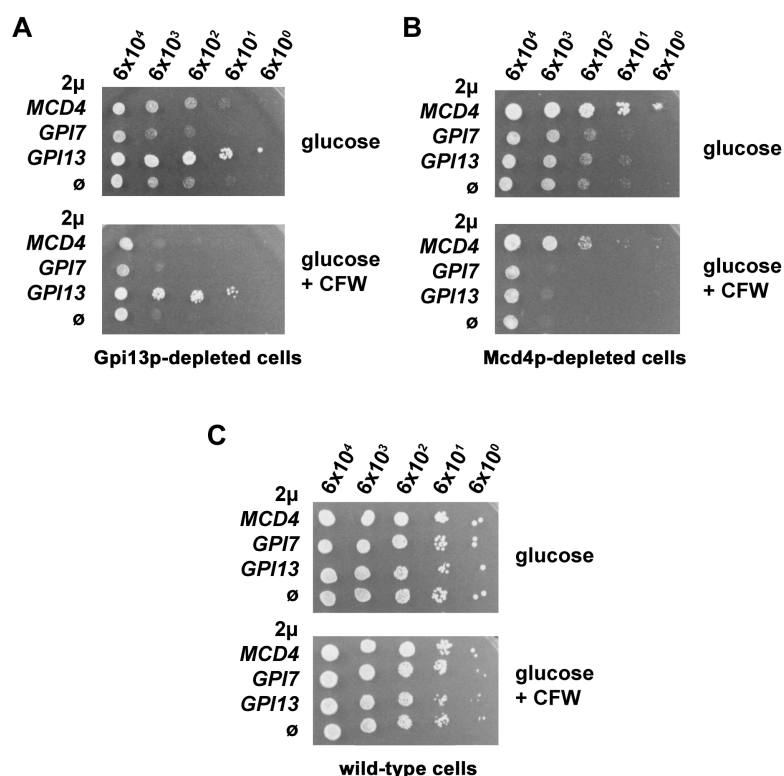 A
6x10⁴ 6x10³ 6x10² 6x10¹ 6x10⁰
2µ
MCD4
GPI7
GPI13
ø
glucose
2µ
MCD4
GPI7
GPI13
ø
glucose
+ CFW
Gpi13p-depleted cells
B
6x10⁴ 6x10³ 6x10² 6x10¹ 6x10⁰
2µ
MCD4
GPI7
GPI13
ø
glucose
2µ
MCD4
GPI7
GPI13
ø
glucose
+ CFW
Mcd4p-depleted cells
C
6x10⁴ 6x10³ 6x10² 6x10¹ 6x10⁰
2µ
MCD4
GPI7
GPI13
ø
glucose
2µ
MCD4
GPI7
GPI13
ø
glucose
+ CFW
wild-type cells